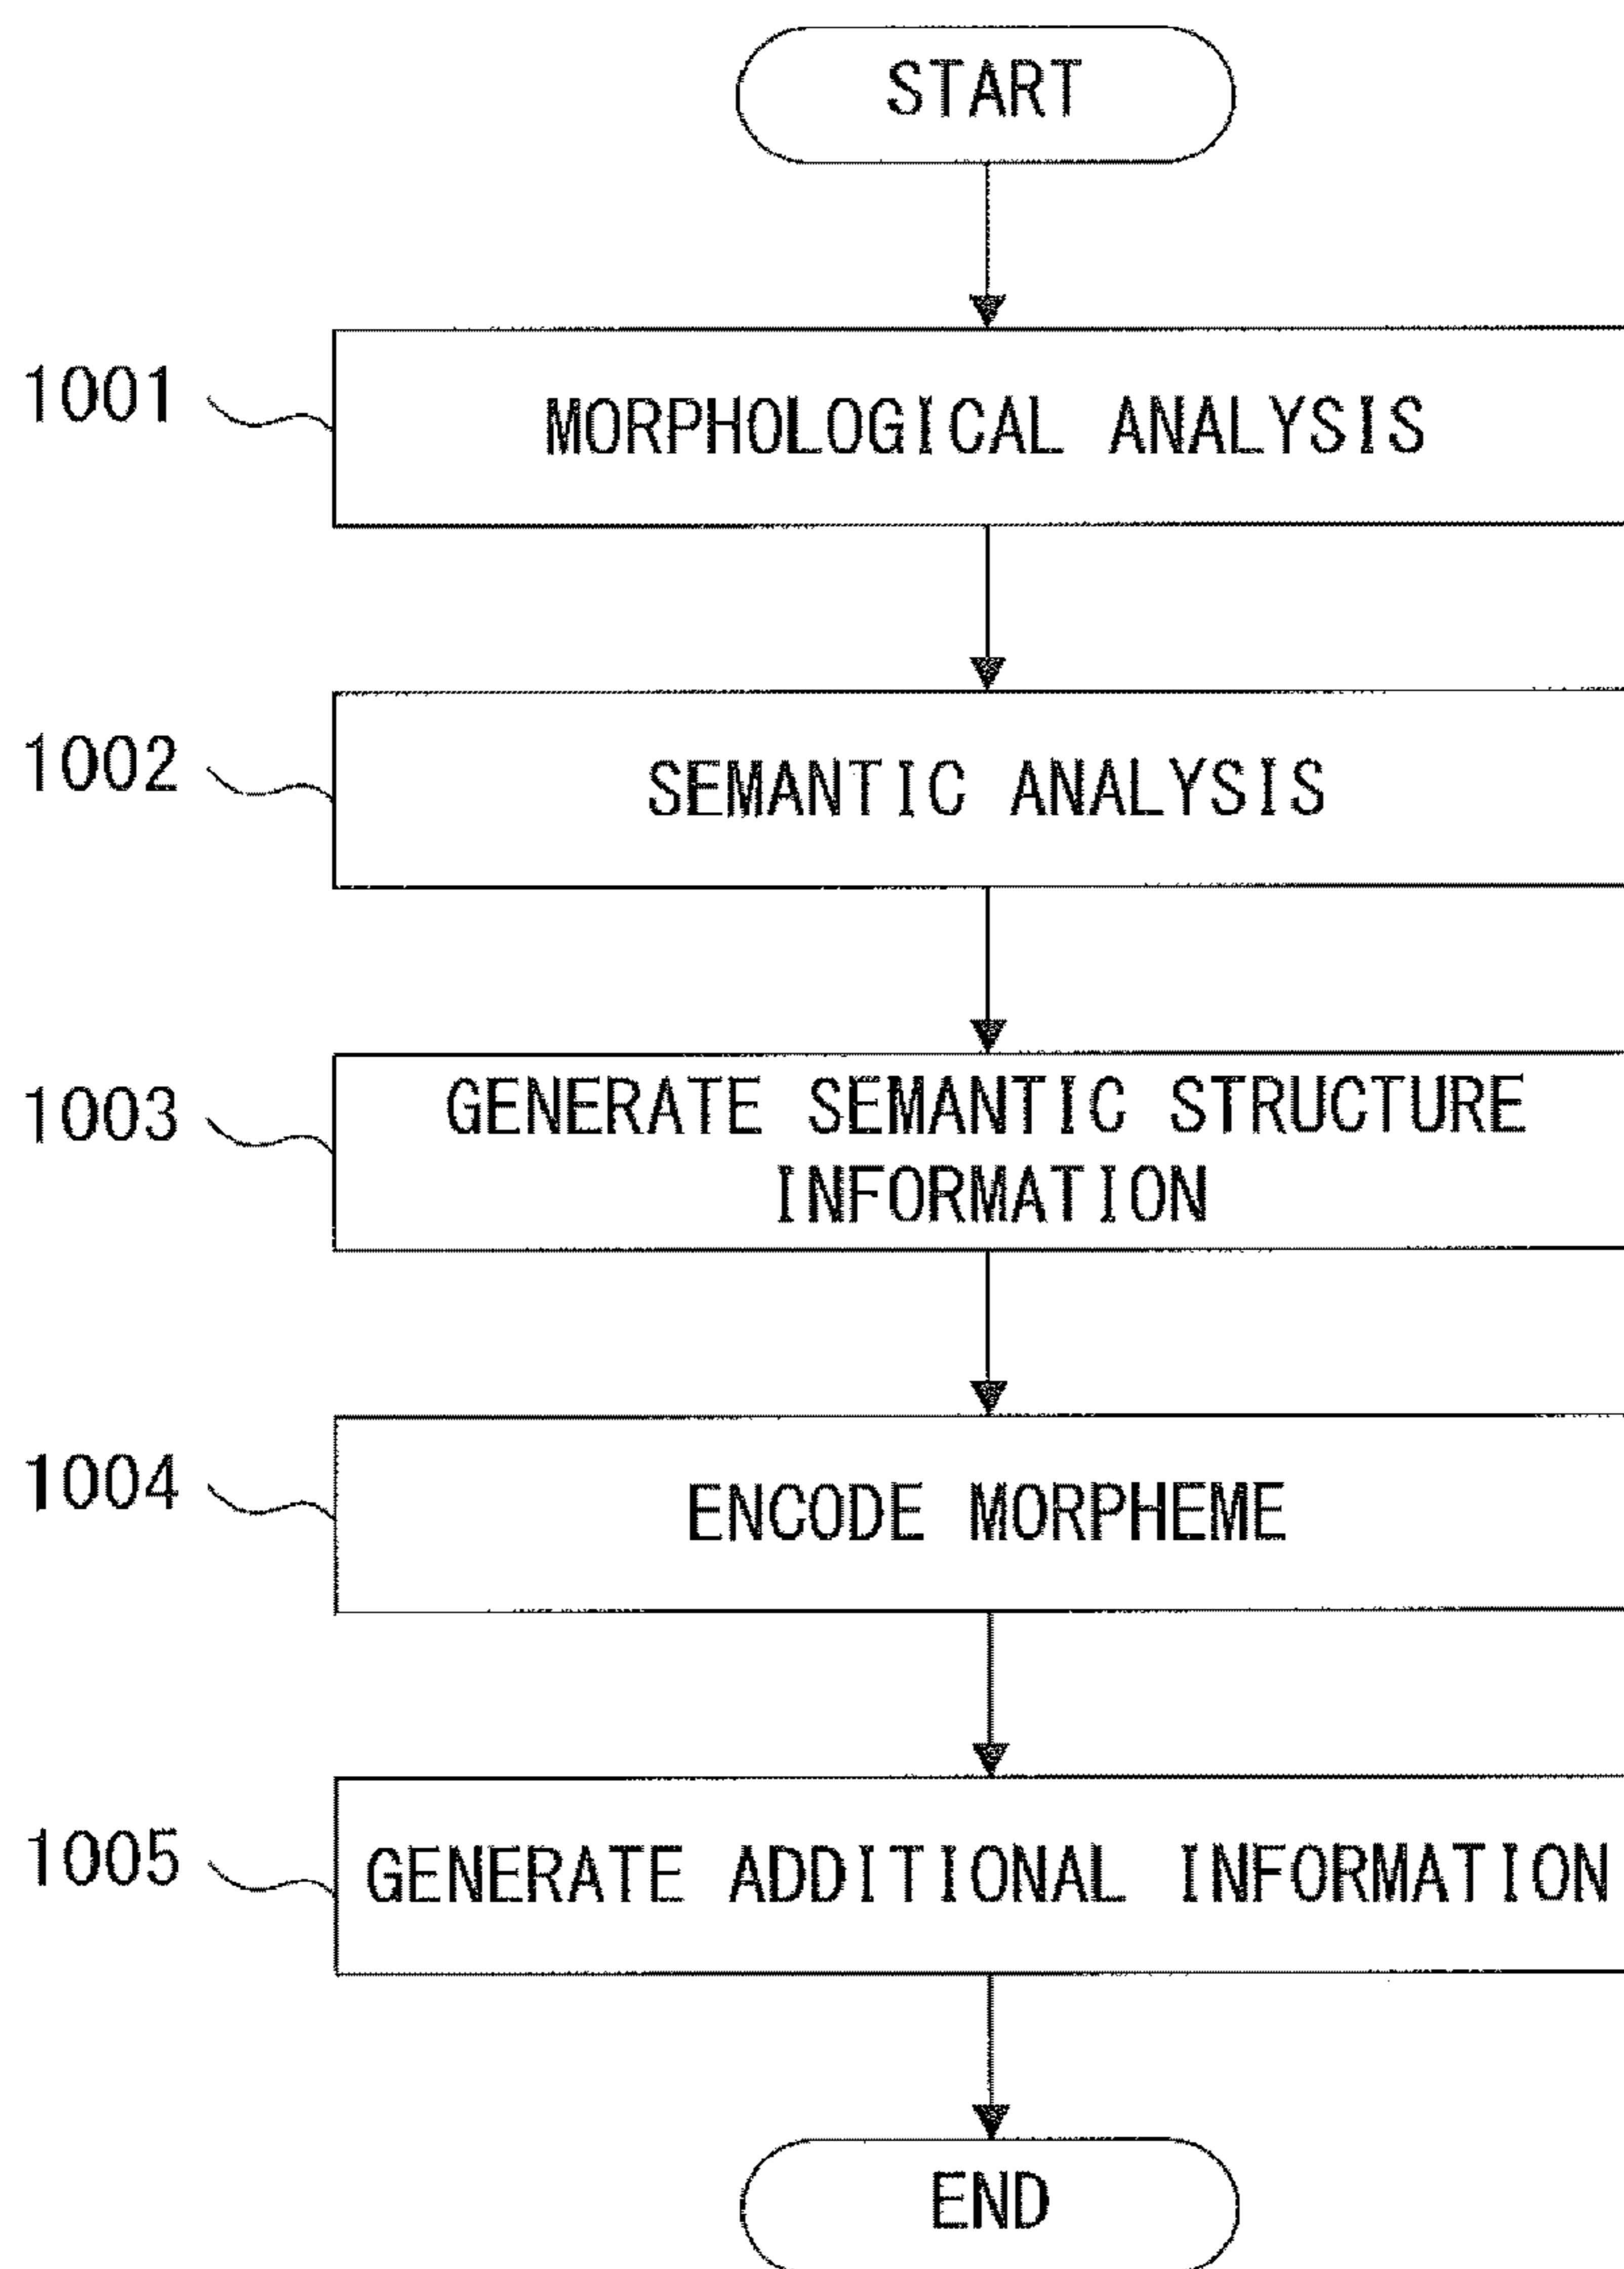 START
1001
MORPHOLOGICAL ANALYSIS
1002
SEMANTIC ANALYSIS
1003
GENERATE SEMANTIC STRUCTURE
INFORMATION
1004
ENCODE MORPHEME
1005
GENERATE ADDITIONAL INFORMATION
END